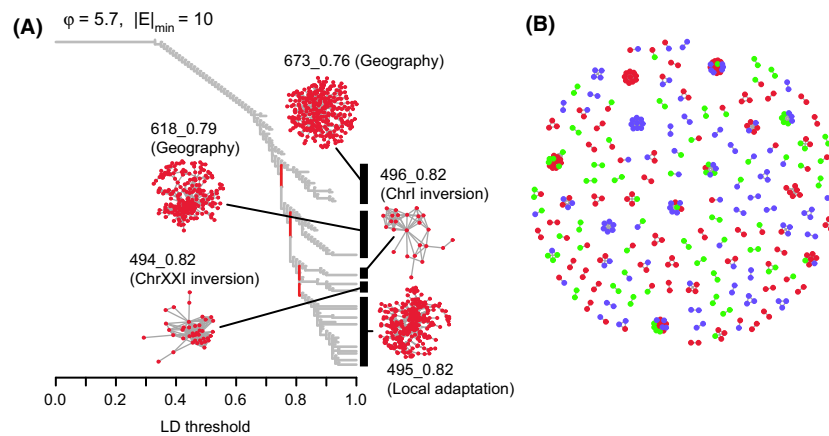 (A)
φ = 5.7, |E|min = 10
(B)
673_0.76 (Geography)
618_0.79
(Geography)
496_0.82
(ChrI inversion)
494_0.82
(ChrXXI inversion)
495_0.82
(Local adaptation)
0.0 0.2 0.4 0.6 0.8 1.0
LD threshold